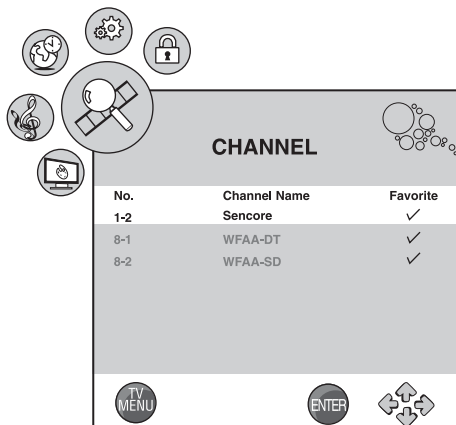 CHANNEL
No. Channel Name Favorite
1-2 Sencore
8-1 WFAA-DT
8-2 WFAA-SD
TV
MENU
ENTER